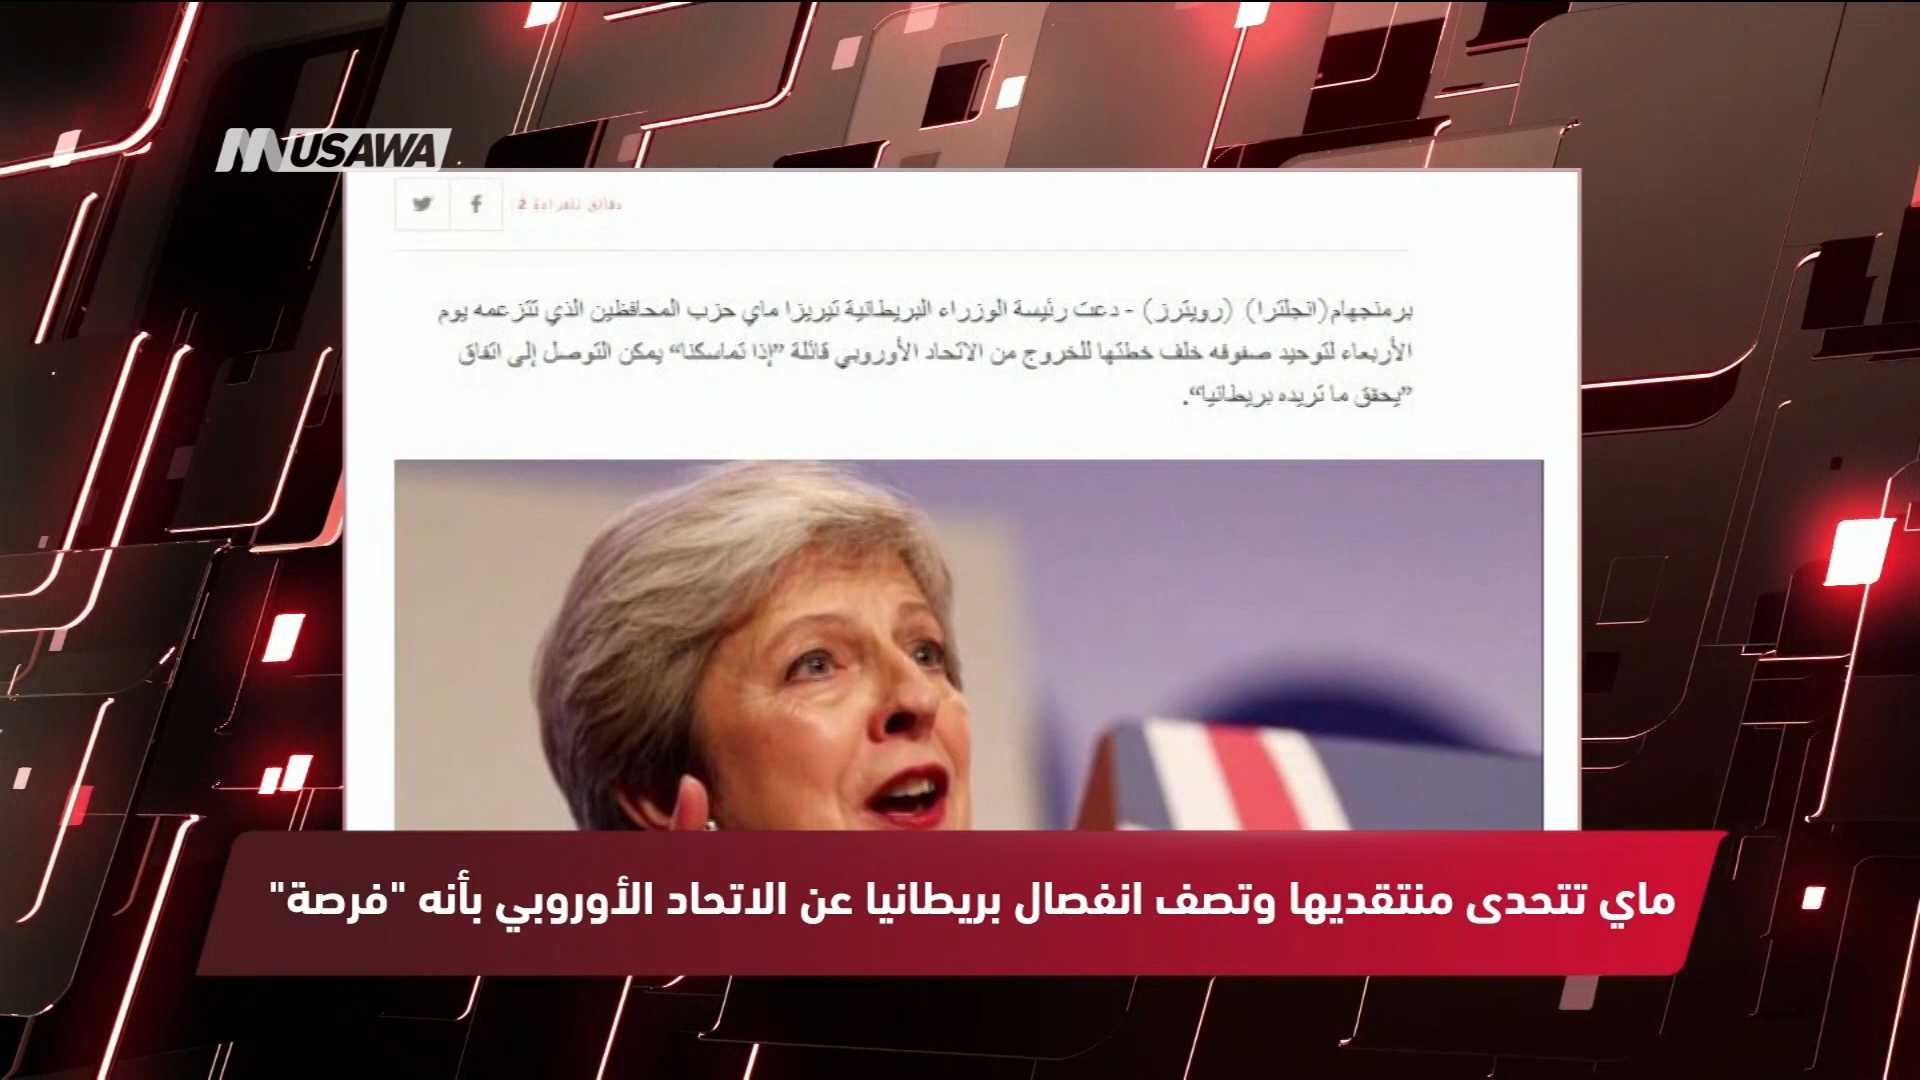 MUSAWA
2 دقائق للقراءة
برمنجهام(انجلترا) (رويترز) - دعت رئيسة الوزراء البريطانية تيريزا ماي حزب المحافظين الذي تتزعمه يوم
الأربعاء لتوحيد صفوفه خلف خطتها للخروج من الاتحاد الأوروبي قائلة ”إذا تماسكنا“ يمكن التوصل إلى اتفاق
”يحقق ما تريده بريطانيا“.
ماي تتحدى منتقديها وتصف انفصال بريطانيا عن الاتحاد الأوروبي بأنه "فرصة"